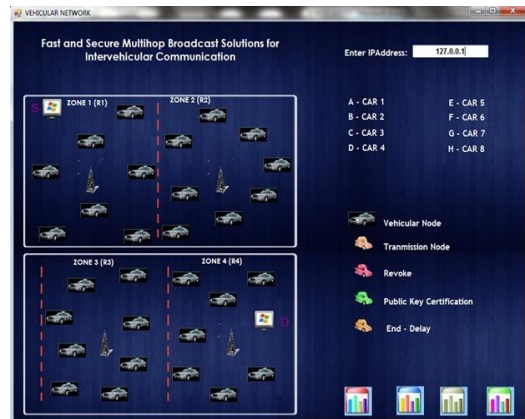 VEHICULAR NETWORK
Fast and Secure Multihop Broadcast Solutions for
Intervehicular Communication
Enter IPAddress:
127.0.0.1
S
ZONE 1 (R1)
ZONE 2 (R2)
A - CAR 1
B - CAR 2
C - CAR 3
D - CAR 4
E - CAR 5
F - CAR 6
G - CAR 7
H - CAR 8
Vehicular Node
Tranmission Node
Revoke
Public Key Certification
End - Delay
ZONE 3 (R3)
ZONE 4 (R4)
D